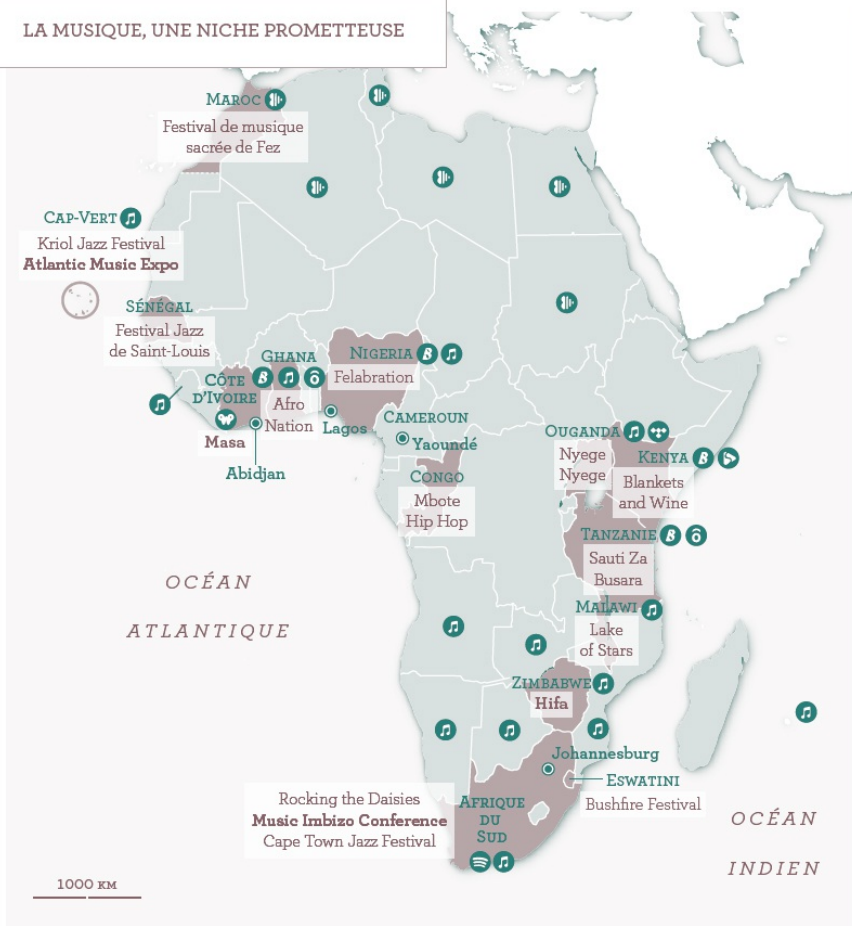 LA MUSIQUE, UNE NICHE PROMETTEUSE
MAROC
Festival de musique
sacrée de Fez
CAP-VERT
Kriol Jazz Festival
Atlantic Music Expo
SÉNÉGAL
Festival Jazz
de Saint-Louis
GHANA
Afro
Nation
CÔTE
D'IVOIRE
Masa
Abidjan
NIGERIA
Felabration
Lagos
CAMEROUN
Yaoundé
CONGO
Mbote
Hip Hop
OUGANDA
Nyege
Nyege
KENYA
Blankets
and Wine
TANZANIE
Sauti Za
Busara
MALAWI
Lake
of Stars
OCÉAN
ATLANTIQUE
ZIMBABWE
Hifa
Johannesburg
ESWATINI
Bushfire Festival
Rocking the Daisies
Music Imbizo Conference
Cape Town Jazz Festival
AFRIQUE
DU
SUD
OCÉAN
INDIEN
1000 KM